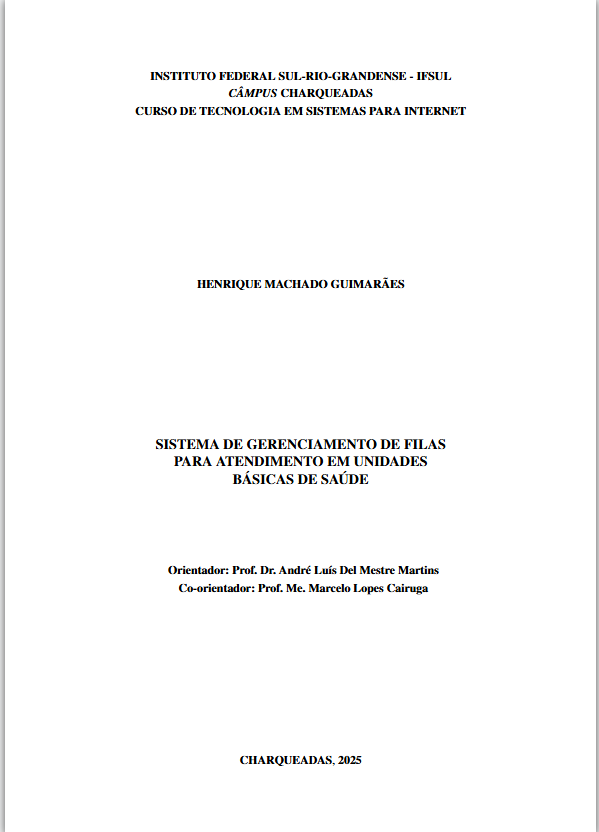 INSTITUTO FEDERAL SUL-RIO-GRANDENSE - IFSUL
CÂMPUS CHARQUEADAS
CURSO DE TECNOLOGIA EM SISTEMAS PARA INTERNET
HENRIQUE MACHADO GUIMARÃES
SISTEMA DE GERENCIAMENTO DE FILAS
PARA ATENDIMENTO EM UNIDADES
BÁSICAS DE SAÚDE
Orientador: Prof. Dr. André Luís Del Mestre Martins
Co-orientador: Prof. Me. Marcelo Lopes Cairuga
CHARQUEADAS, 2025